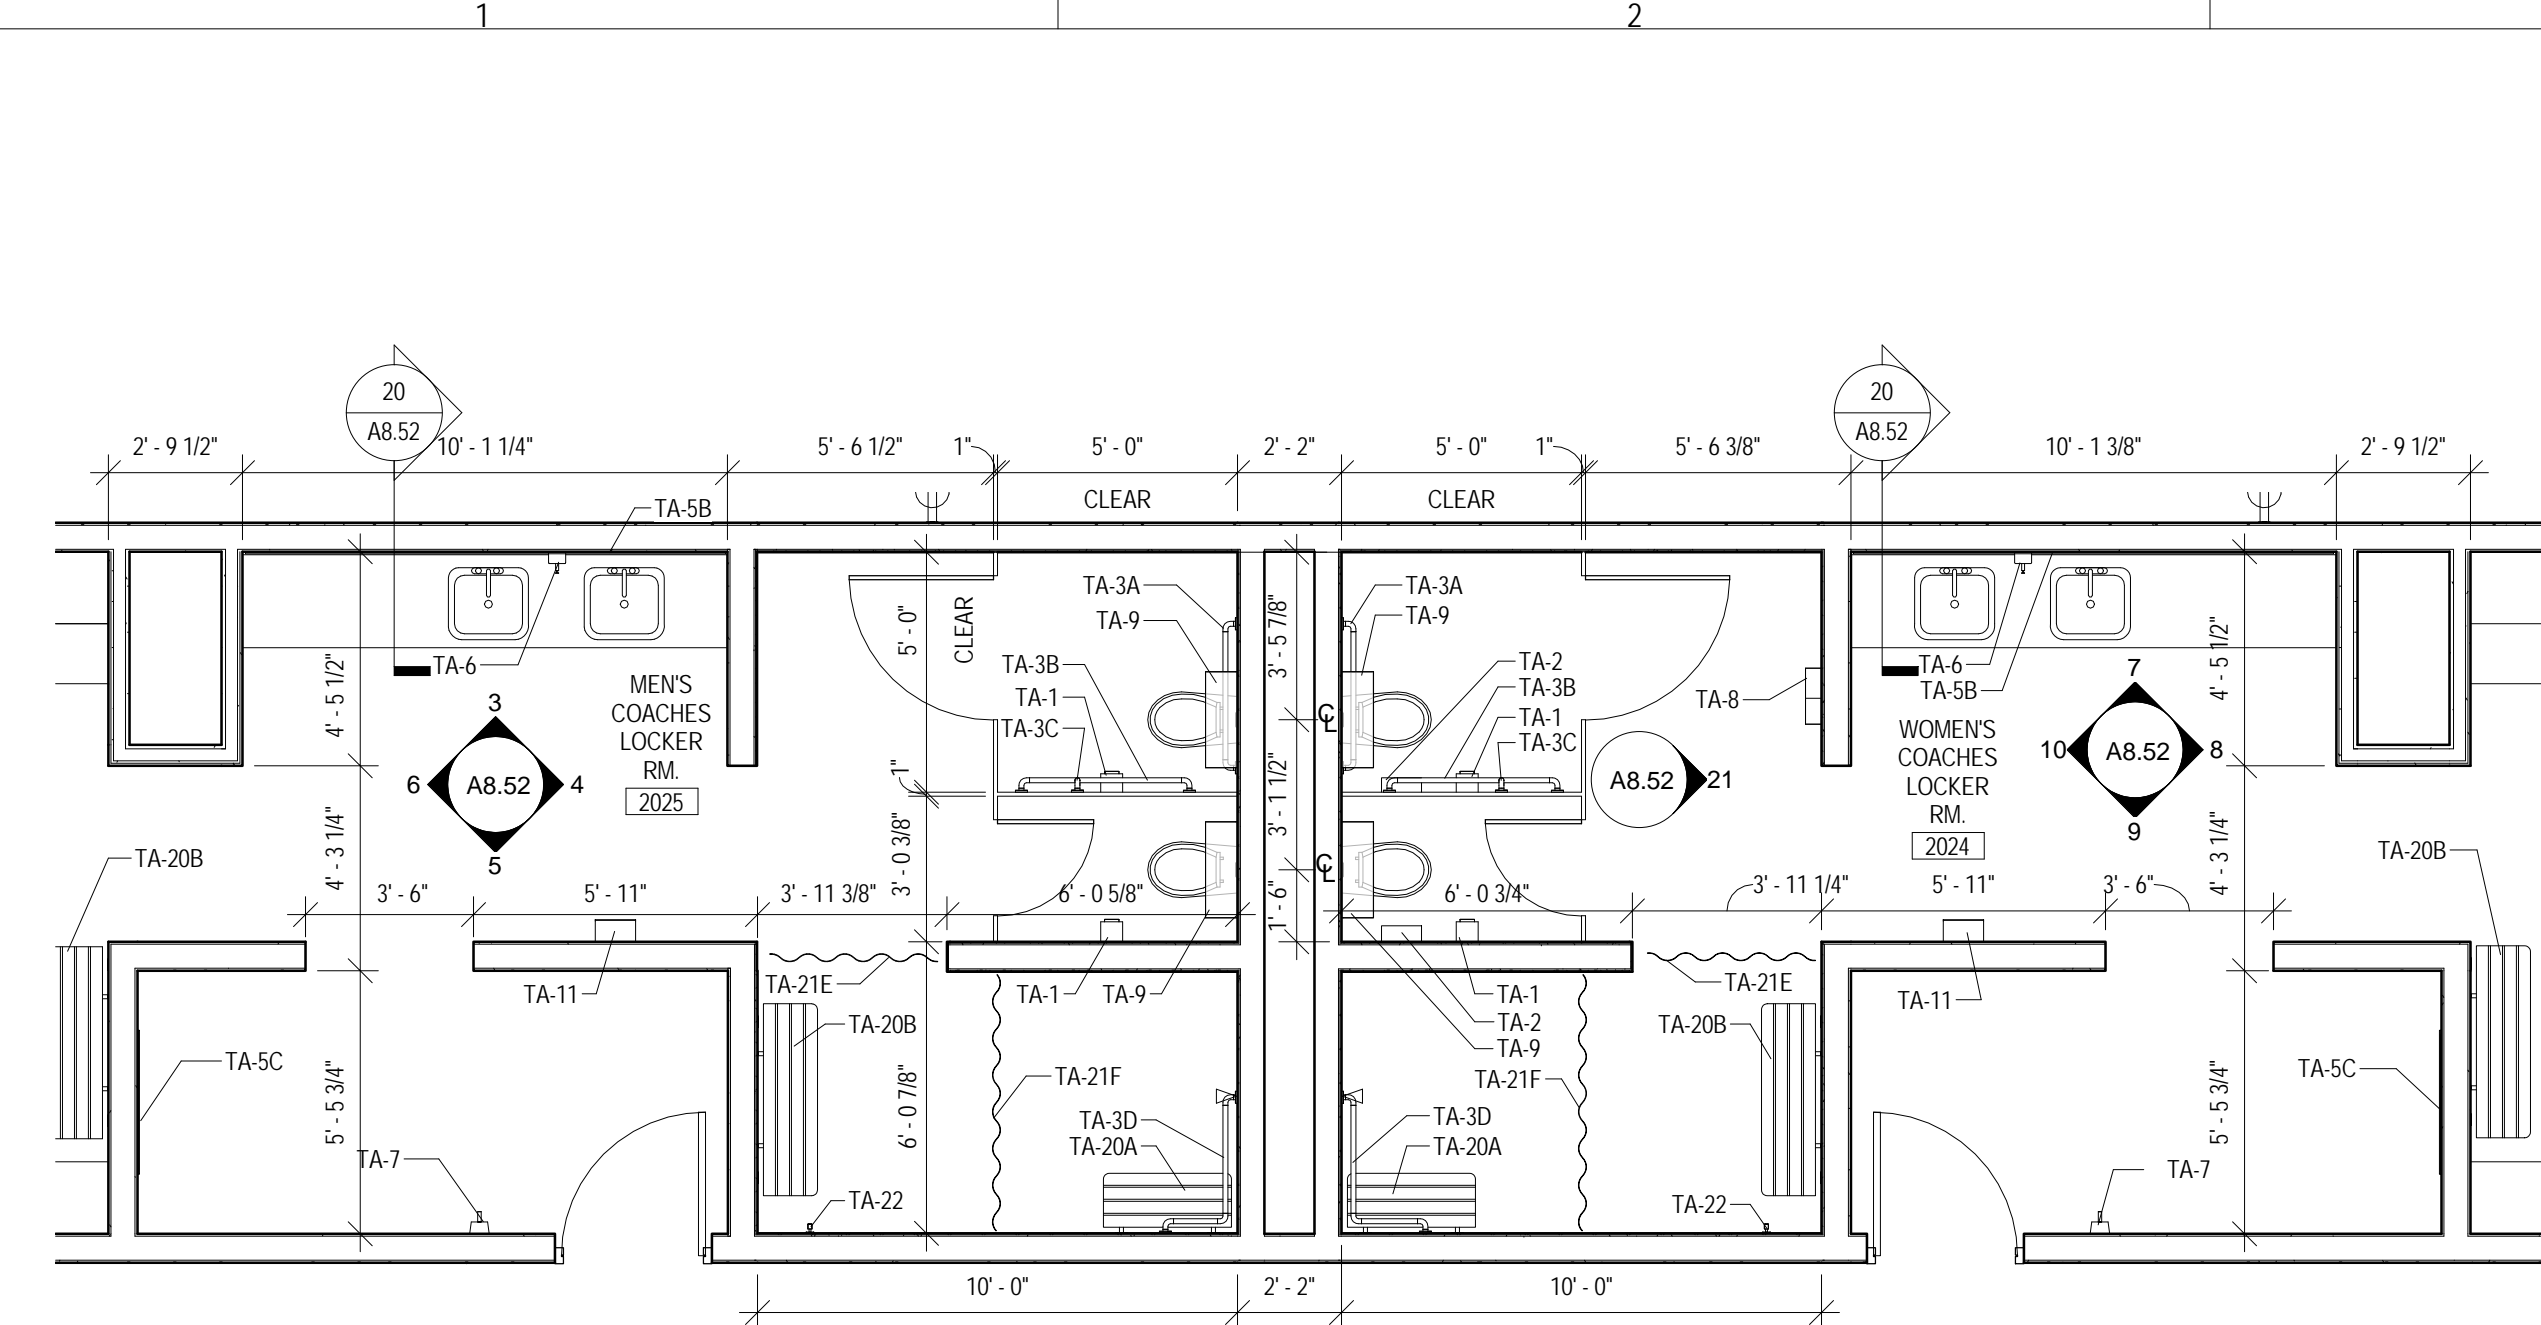 1
2
20
A8.52
20
A8.52
2' - 9 1/2"
10' - 1 1/4"
5' - 6 1/2"
1"
5' - 0"
2' - 2"
5' - 0"
1"
5' - 6 3/8"
10' - 1 3/8"
2' - 9 1/2"
CLEAR
CLEAR
TA-5B
TA-3A
TA-9
TA-3A
TA-9
5' - 0"
CLEAR
3' - 5 7/8"
TA-6
4' - 5 1/2"
MEN'S
COACHES
LOCKER
RM.
2025
TA-3B
TA-1
TA-3C
TA-2
TA-3B
TA-1
TA-3C
TA-8
TA-6
TA-5B
4' - 5 1/2"
WOMEN'S
COACHES
LOCKER
RM.
2024
3
6
A8.52
4
5
7
10
A8.52
8
9
A8.52
21
CL
CL
1"
3' - 1 1/2"
TA-20B
4' - 3 1/4"
3' - 0 3/8"
4' - 3 1/4"
TA-20B
3' - 6"
5' - 11"
3' - 11 3/8"
6' - 0 5/8"
1' - 6"
6' - 0 3/4"
3' - 11 1/4"
5' - 11"
3' - 6"
TA-11
TA-21E
TA-1
TA-9
TA-1
TA-2
TA-9
TA-21E
TA-11
TA-20B
TA-20B
TA-5C
TA-21F
TA-21F
TA-5C
5' - 5 3/4"
6' - 0 7/8"
TA-3D
TA-20A
TA-3D
TA-20A
5' - 5 3/4"
TA-7
TA-22
TA-22
TA-7
10' - 0"
2' - 2"
10' - 0"